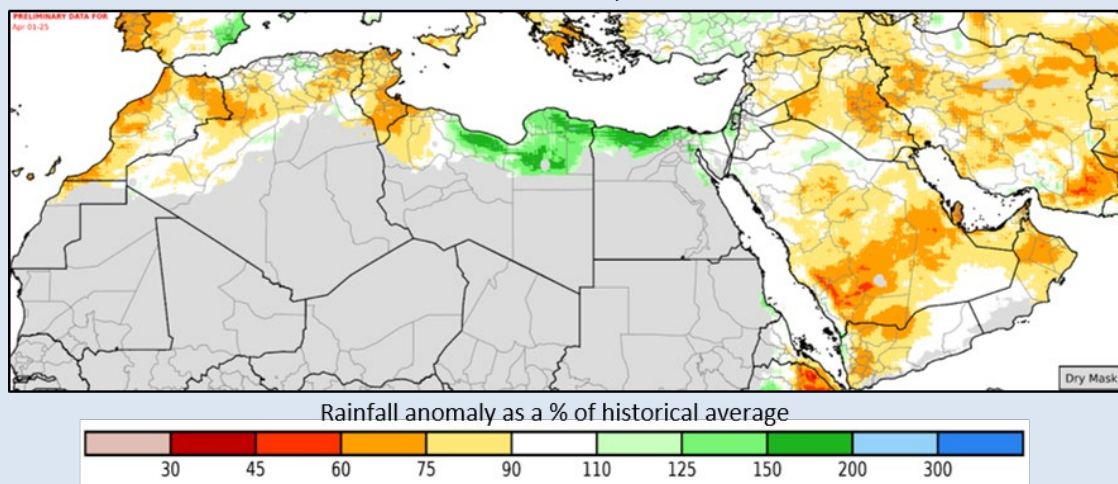 PRELIMINARY DATA FOR
Apr 01-25
Dry Mask
Rainfall anomaly as a % of historical average
30 45 60 75 90 110 125 150 200 300